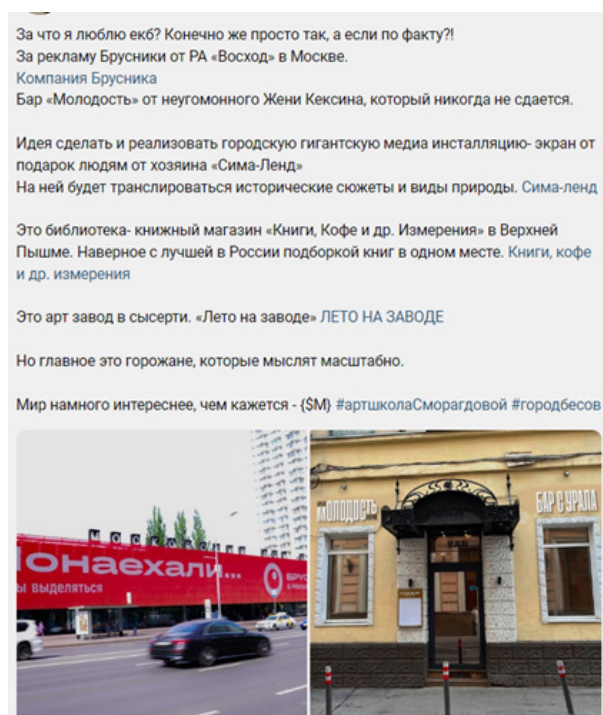 За что я люблю екб? Конечно же просто так, а если по факту?!
За рекламу Брусники от РА «Восход» в Москве.
Компания Брусника
Бар «Молодость» от неугомонного Жени Кексина, который никогда не сдается.
Идея сделать и реализовать городскую гигантскую медиа инсталляцию- экран от
подарок людям от хозяина «Сима-Ленд»
На ней будет транслироваться исторические сюжеты и виды природы. Сима-ленд
Это библиотека- книжный магазин «Книги, Кофе и др. Измерения» в Верхней
Пышме. Наверное с лучшей в России подборкой книг в одном месте. Книги, кофе
и др. измерения
Это арт завод в сысерти. «Лето на заводе» ЛЕТО НА ЗАВОДЕ
Но главное это горожане, которые мыслят масштабно.
Мир намного интереснее, чем кажется - {$M} #артшколаСморагдовой #городбесов
онаехали...
ы выделяться
БРУС
МОЛОДОСТЬ
БАР С УРАЛА
БАР